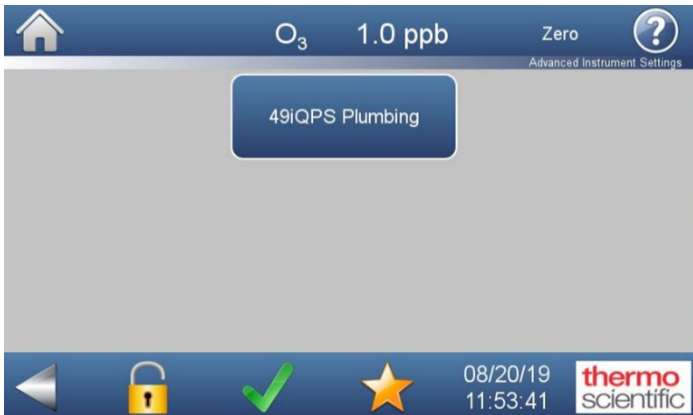 O₃ 1.0 ppb Zero ?
Advanced Instrument Settings
49iQPS Plumbing
08/20/19
11:53:41
thermo
scientific